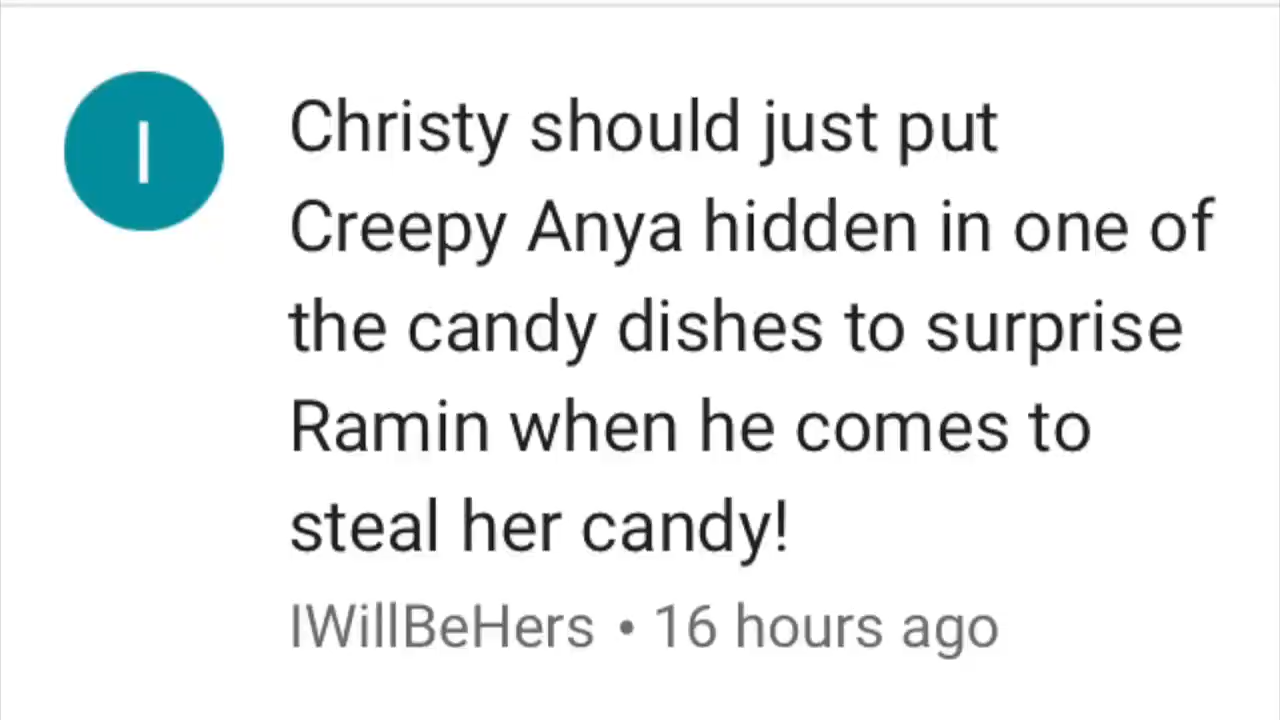 I
Christy should just put
Creepy Anya hidden in one of
the candy dishes to surprise
Ramin when he comes to
steal her candy!
IWillBeHers • 16 hours ago